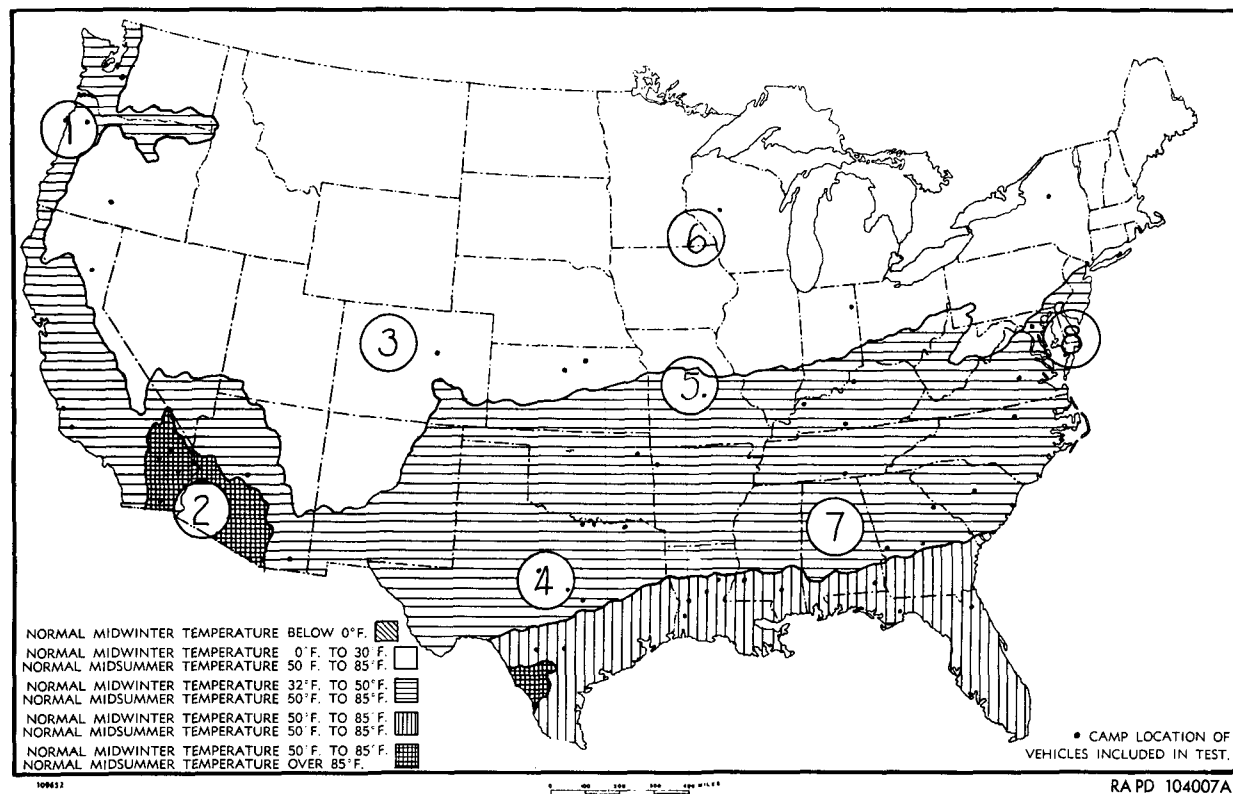 1
2
3
4
5
6
7
8
NORMAL MIDWINTER TEMPERATURE BELOW 0°F.
NORMAL MIDWINTER TEMPERATURE 0°F. TO 30°F.
NORMAL MIDSUMMER TEMPERATURE 50°F. TO 85°F.
NORMAL MIDWINTER TEMPERATURE 32°F. TO 50°F.
NORMAL MIDSUMMER TEMPERATURE 50°F. TO 85°F.
NORMAL MIDWINTER TEMPERATURE 50°F. TO 85°F.
NORMAL MIDSUMMER TEMPERATURE 50°F. TO 85°F.
NORMAL MIDWINTER TEMPERATURE 50°F. TO 85°F.
NORMAL MIDSUMMER TEMPERATURE OVER 85°F.
• CAMP LOCATION OF
VEHICLES INCLUDED IN TEST.
MILES
RA PD 104007A